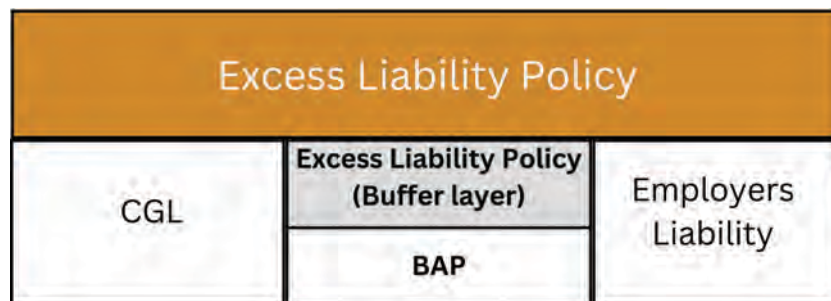 Excess Liability Policy
CGL
Excess Liability Policy
(Buffer layer)
BAP
Employers
Liability